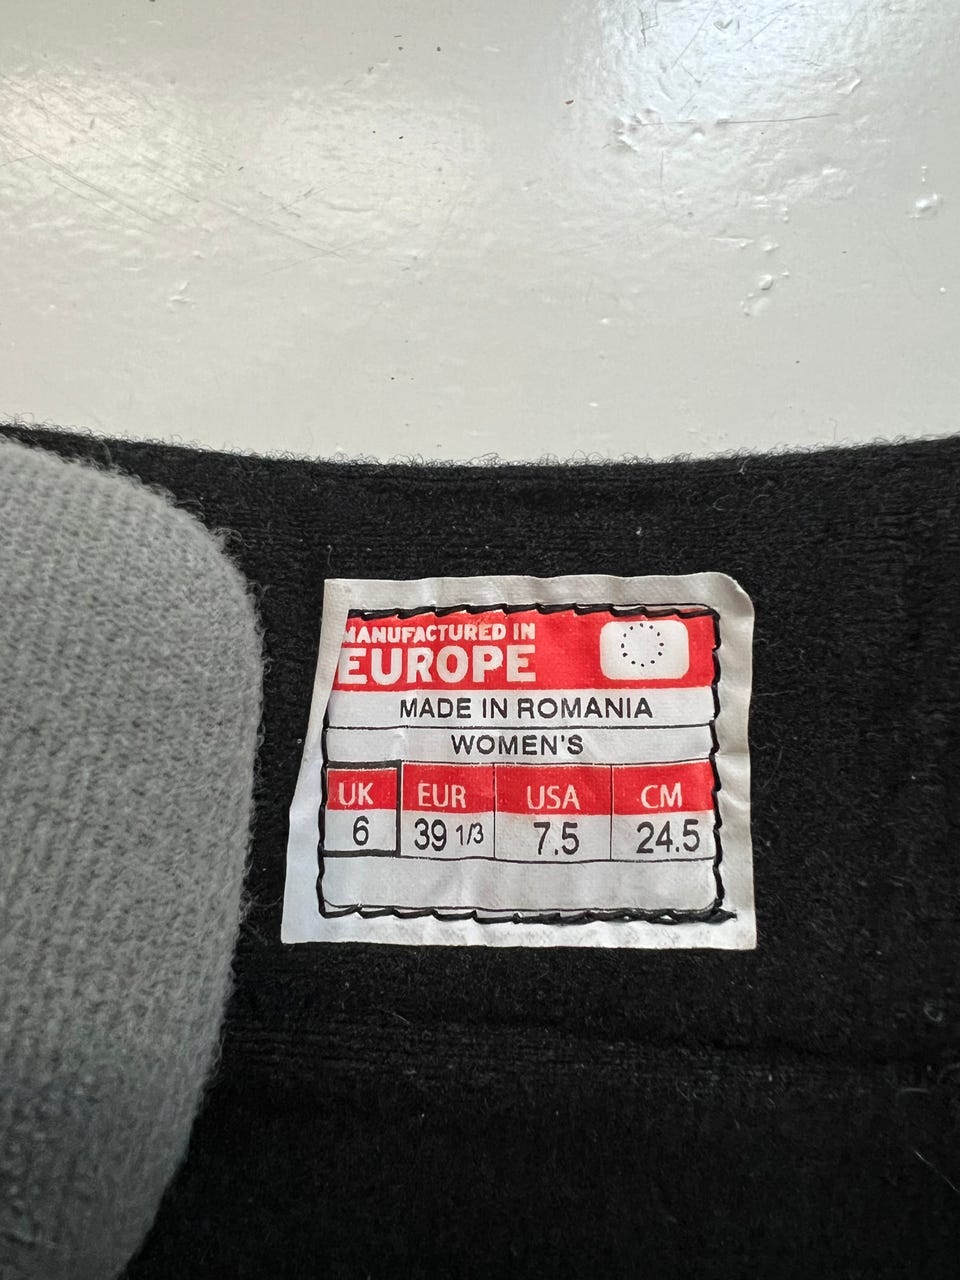 MANUFACTURED IN
EUROPE
MADE IN ROMANIA
WOMEN'S
UK EUR USA CM
6 39 1/3 7.5 24.5